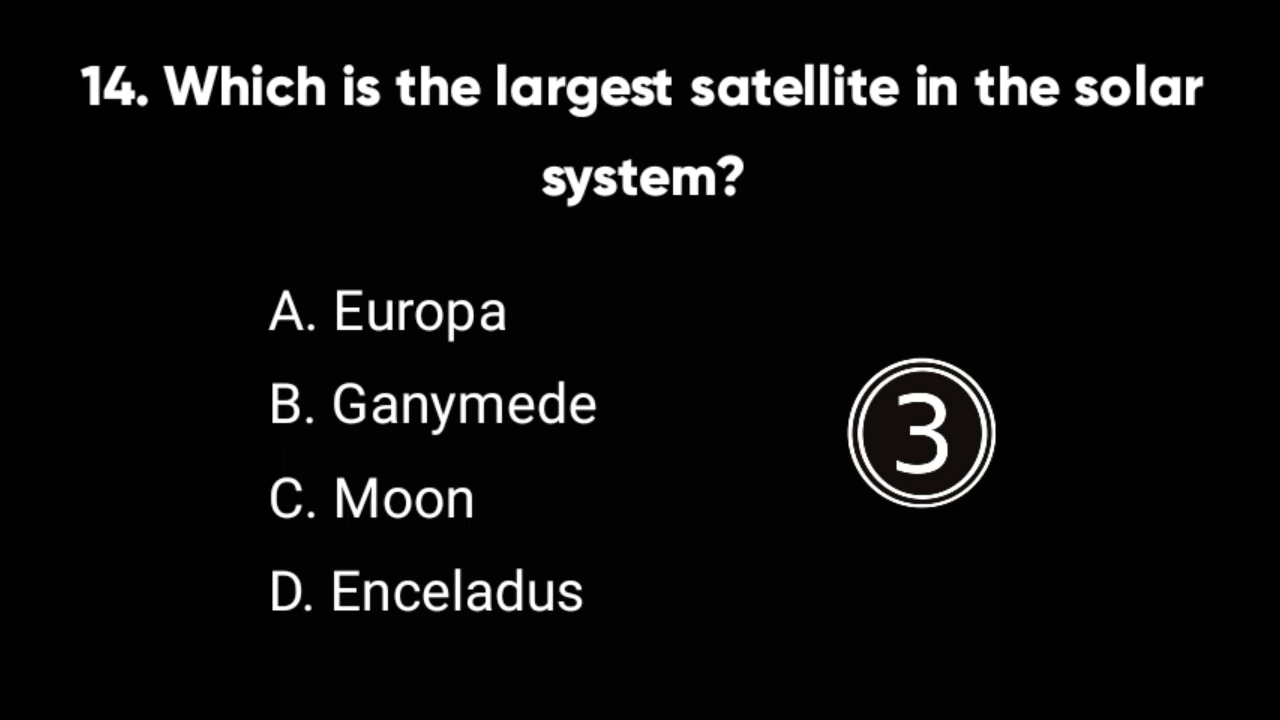 14. Which is the largest satellite in the solar
system?
A. Europa
B. Ganymede
3
C. Moon
D. Enceladus